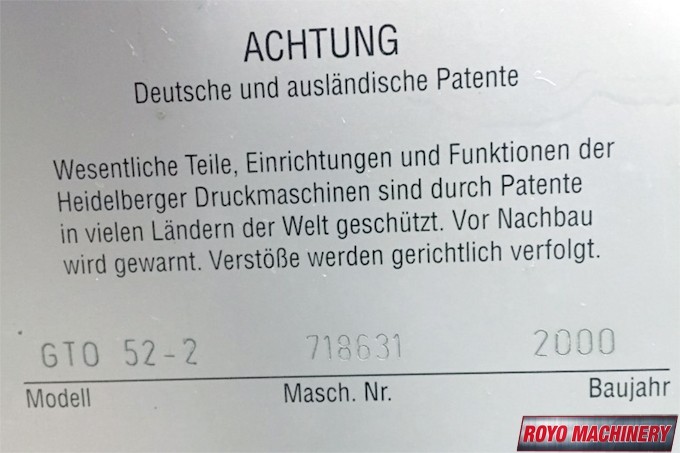 ACHTUNG
Deutsche und ausländische Patente
Wesentliche Teile, Einrichtungen und Funktionen der
Heidelberger Druckmaschinen sind durch Patente
in vielen Ländern der Welt geschützt. Vor Nachbau
wird gewarnt. Verstöße werden gerichtlich verfolgt.
GTO 52-2 718631 2000
Modell Masch. Nr. Baujahr
ROYO MACHINERY